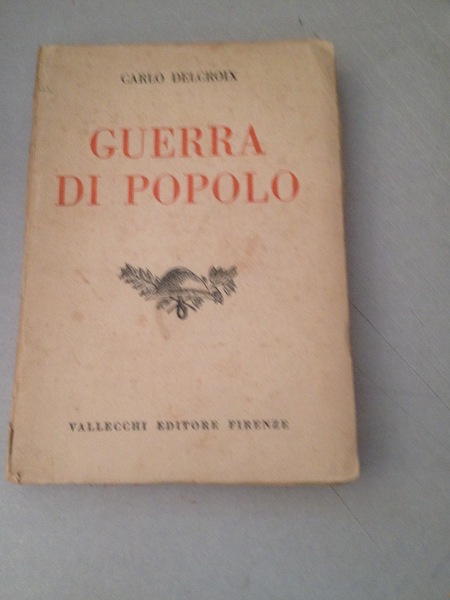 CARLO DELCROIX
GUERRA
DI POPOLO
VALLECCHI EDITORE FIRENZE